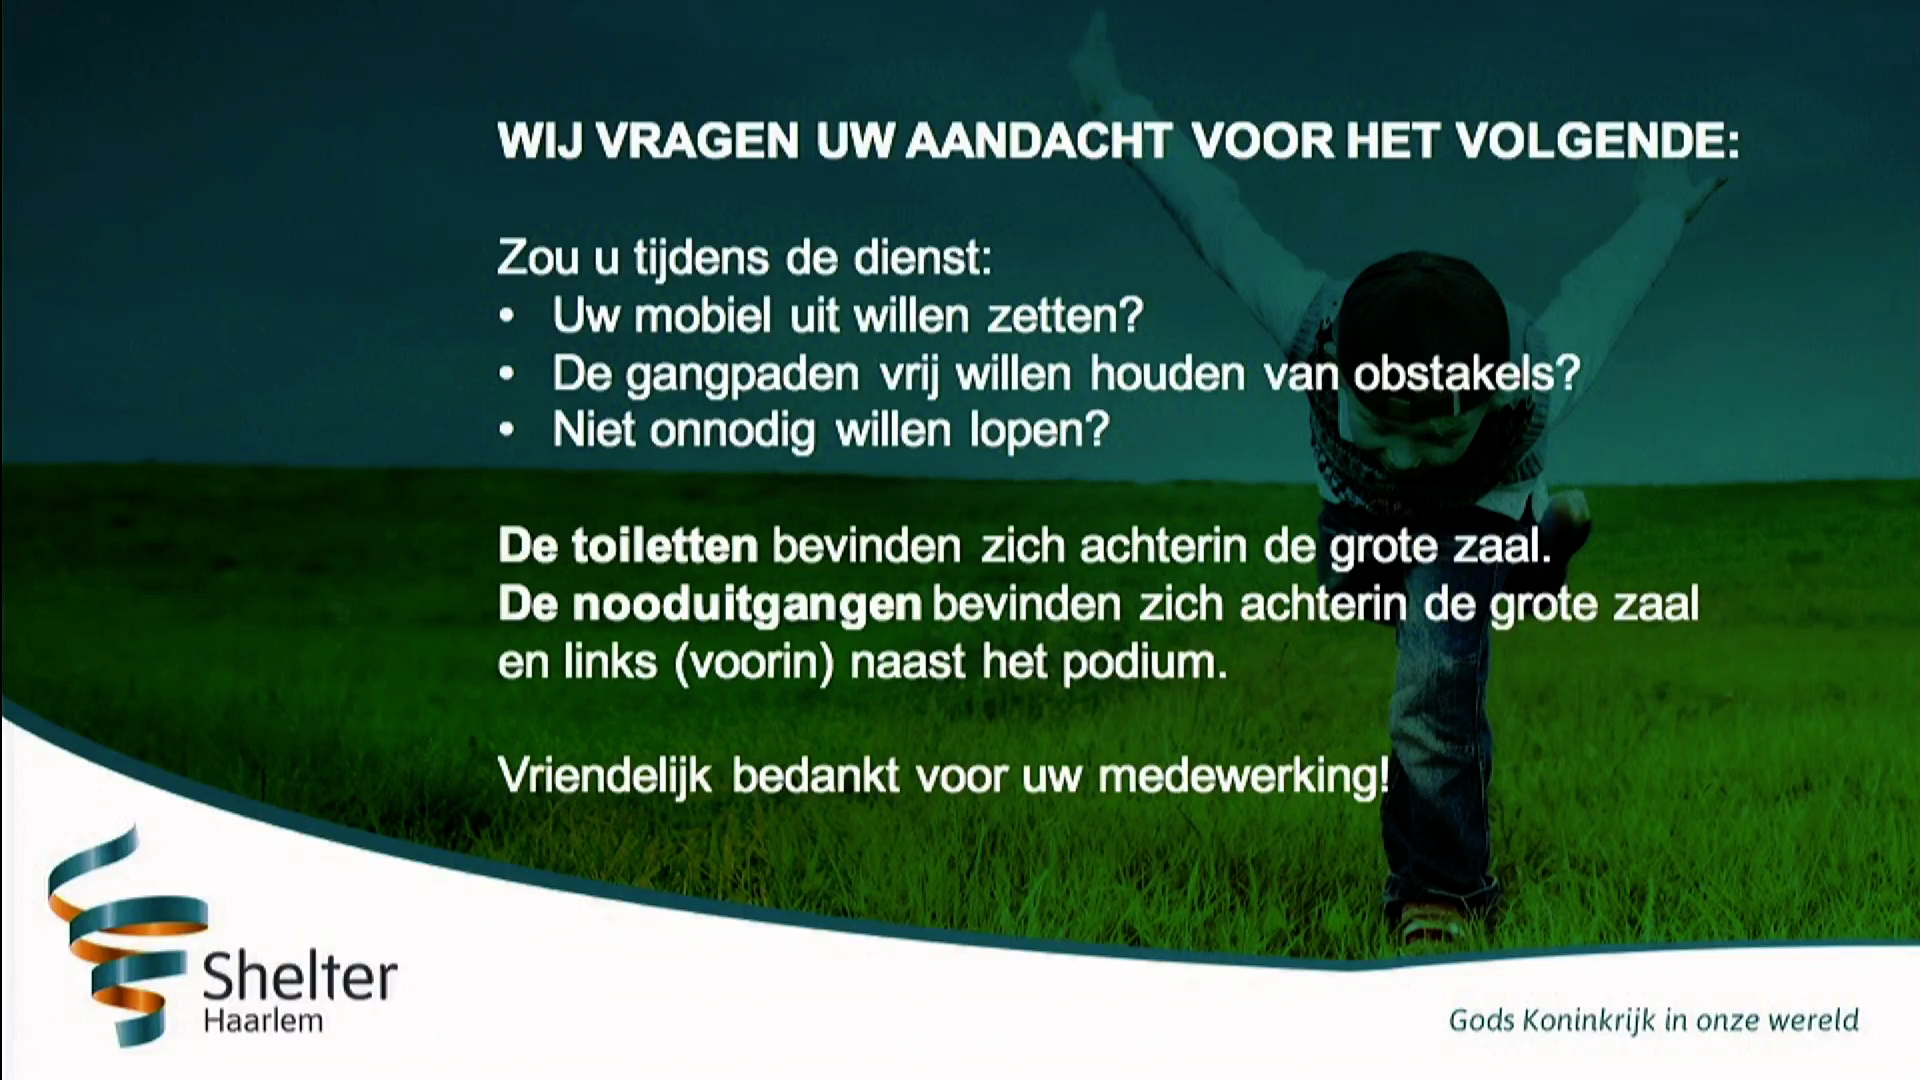 WIJ VRAGEN UW AANDACHT VOOR HET VOLGENDE:
Zou u tijdens de dienst:
• Uw mobiel uit willen zetten?
• De gangpaden vrij willen houden van obstakels?
• Niet onnodig willen lopen?
De toiletten bevinden zich achterin de grote zaal.
De nooduitgangen bevinden zich achterin de grote zaal
en links (voorin) naast het podium.
Vriendelijk bedankt voor uw medewerking!
Shelter
Haarlem
Gods Koninkrijk in onze wereld